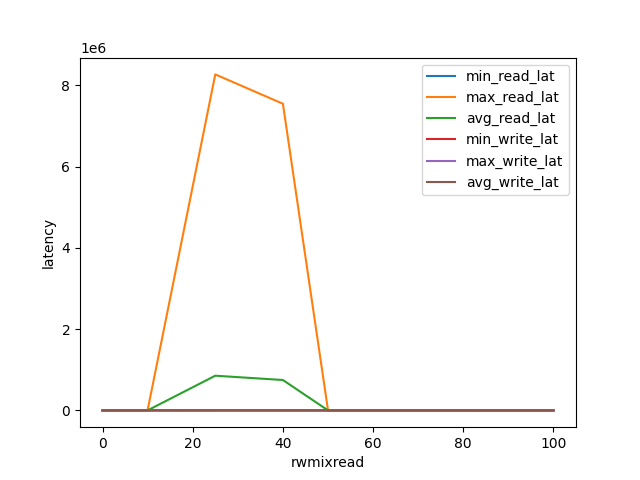 1e6
8
6
4
2
0
latency
0 20 40 60 80 100
rwmixread
min_read_lat
max_read_lat
avg_read_lat
min_write_lat
max_write_lat
avg_write_lat